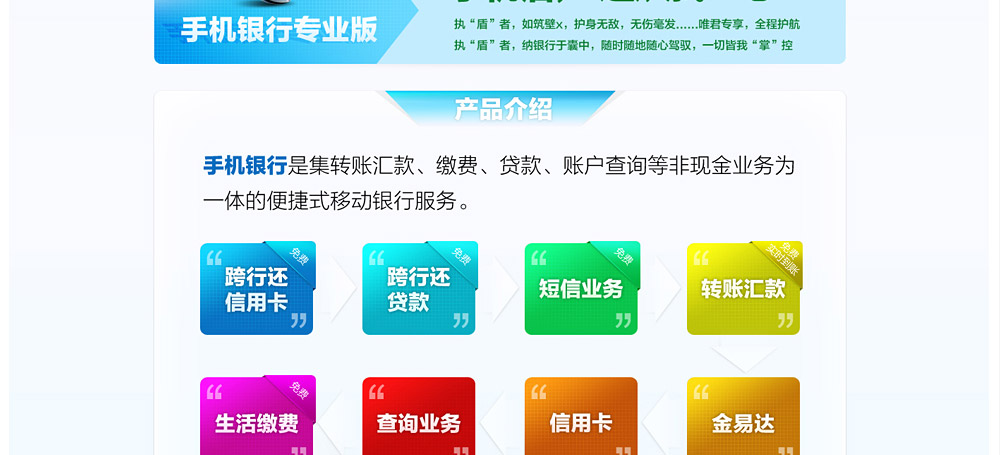 手机银行专业版
执“盾”者，如筑壁x，护身无敌，无伤毫发……唯君专享，全程护航
执“盾”者，纳银行于囊中，随时随地随心驾驭，一切皆我“掌”控
产品介绍
手机银行是集转账汇款、缴费、贷款、账户查询等非现金业务为
一体的便捷式移动银行服务。
免费
跨行还
信用卡
免费
跨行还
贷款
免费
短信业务
免费
实时到账
转账汇款
免费
生活缴费
查询业务
信用卡
金易达